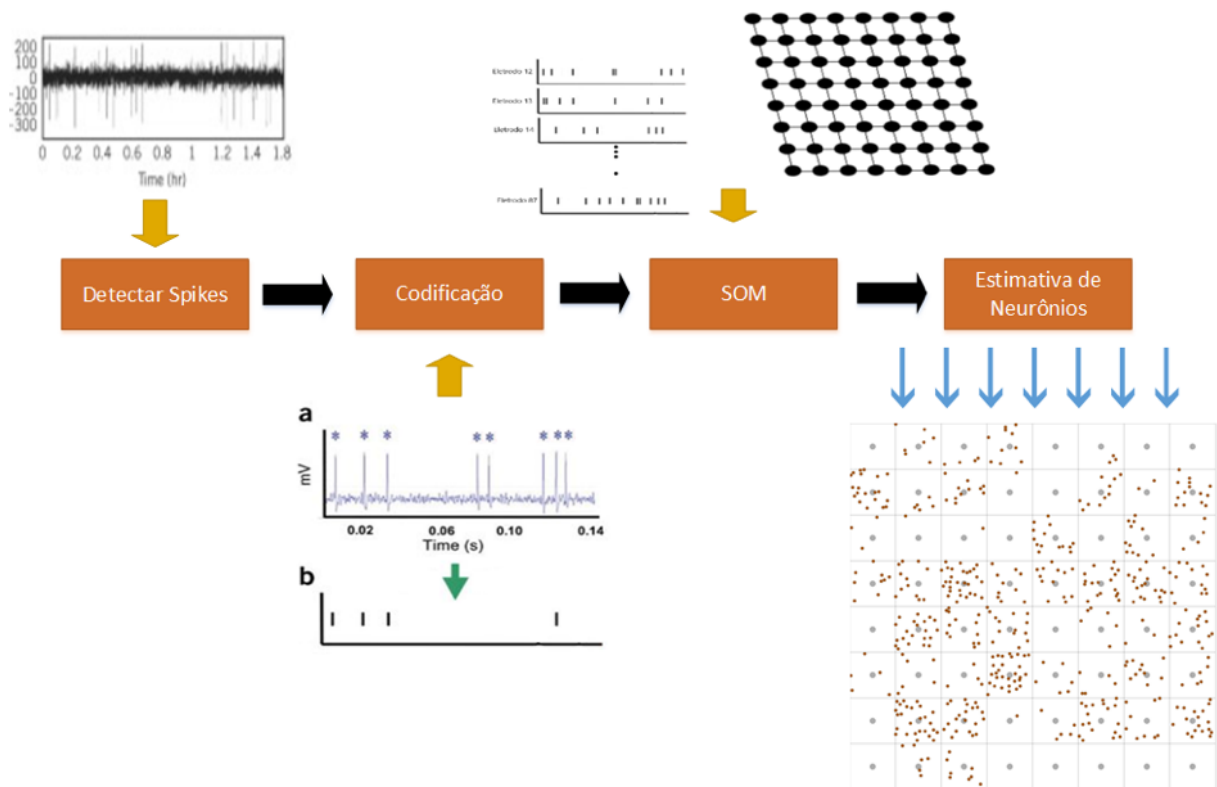 200
100
0
-100
-200
-300
0 0.2 0.4 0.6 0.8 1 1.2 1.4 1.6 1.8
Time (hr)
Eletrodo 12
Eletrodo 13
Eletrodo 14
Eletrodo 87
Detectar Spikes
Codificação
SOM
Estimativa de
Neurônios
a
* * * * * * * *
mV
0.02 0.06 0.10 0.14
Time (s)
b